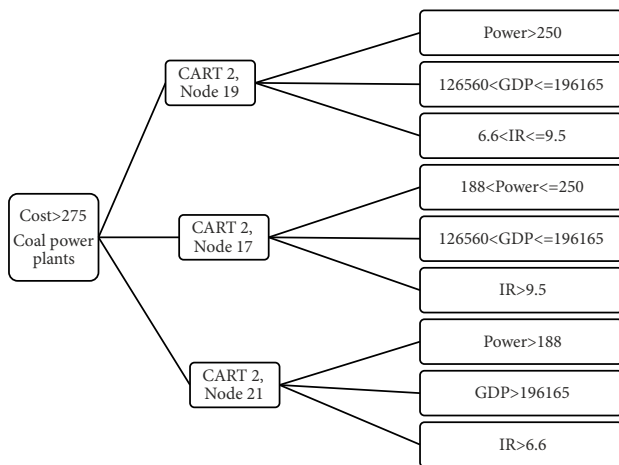 Cost>275
Coal power
plants
CART 2,
Node 19
Power>250
126560<GDP<=196165
6.6<IR<=9.5
CART 2,
Node 17
188<Power<=250
126560<GDP<=196165
IR>9.5
CART 2,
Node 21
Power>188
GDP>196165
IR>6.6